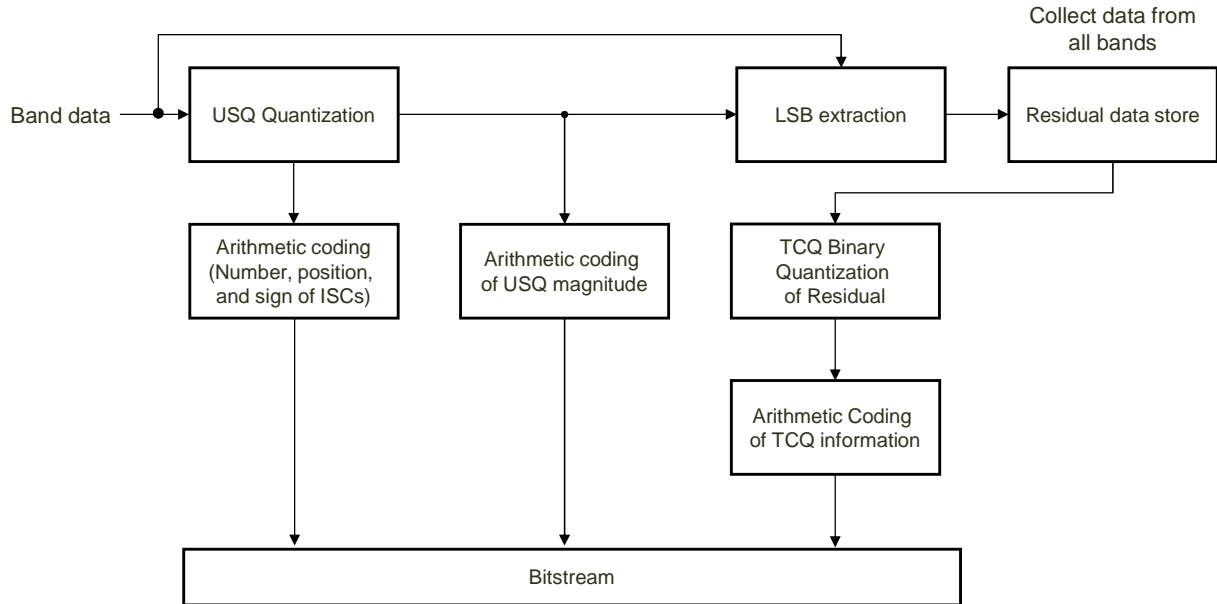 Collect data from
all bands
Band data
USQ Quantization
LSB extraction
Residual data store
Arithmetic coding
(Number, position,
and sign of ISCs)
Arithmetic coding
of USQ magnitude
TCQ Binary
Quantization
of Residual
Arithmetic Coding
of TCQ information
Bitstream